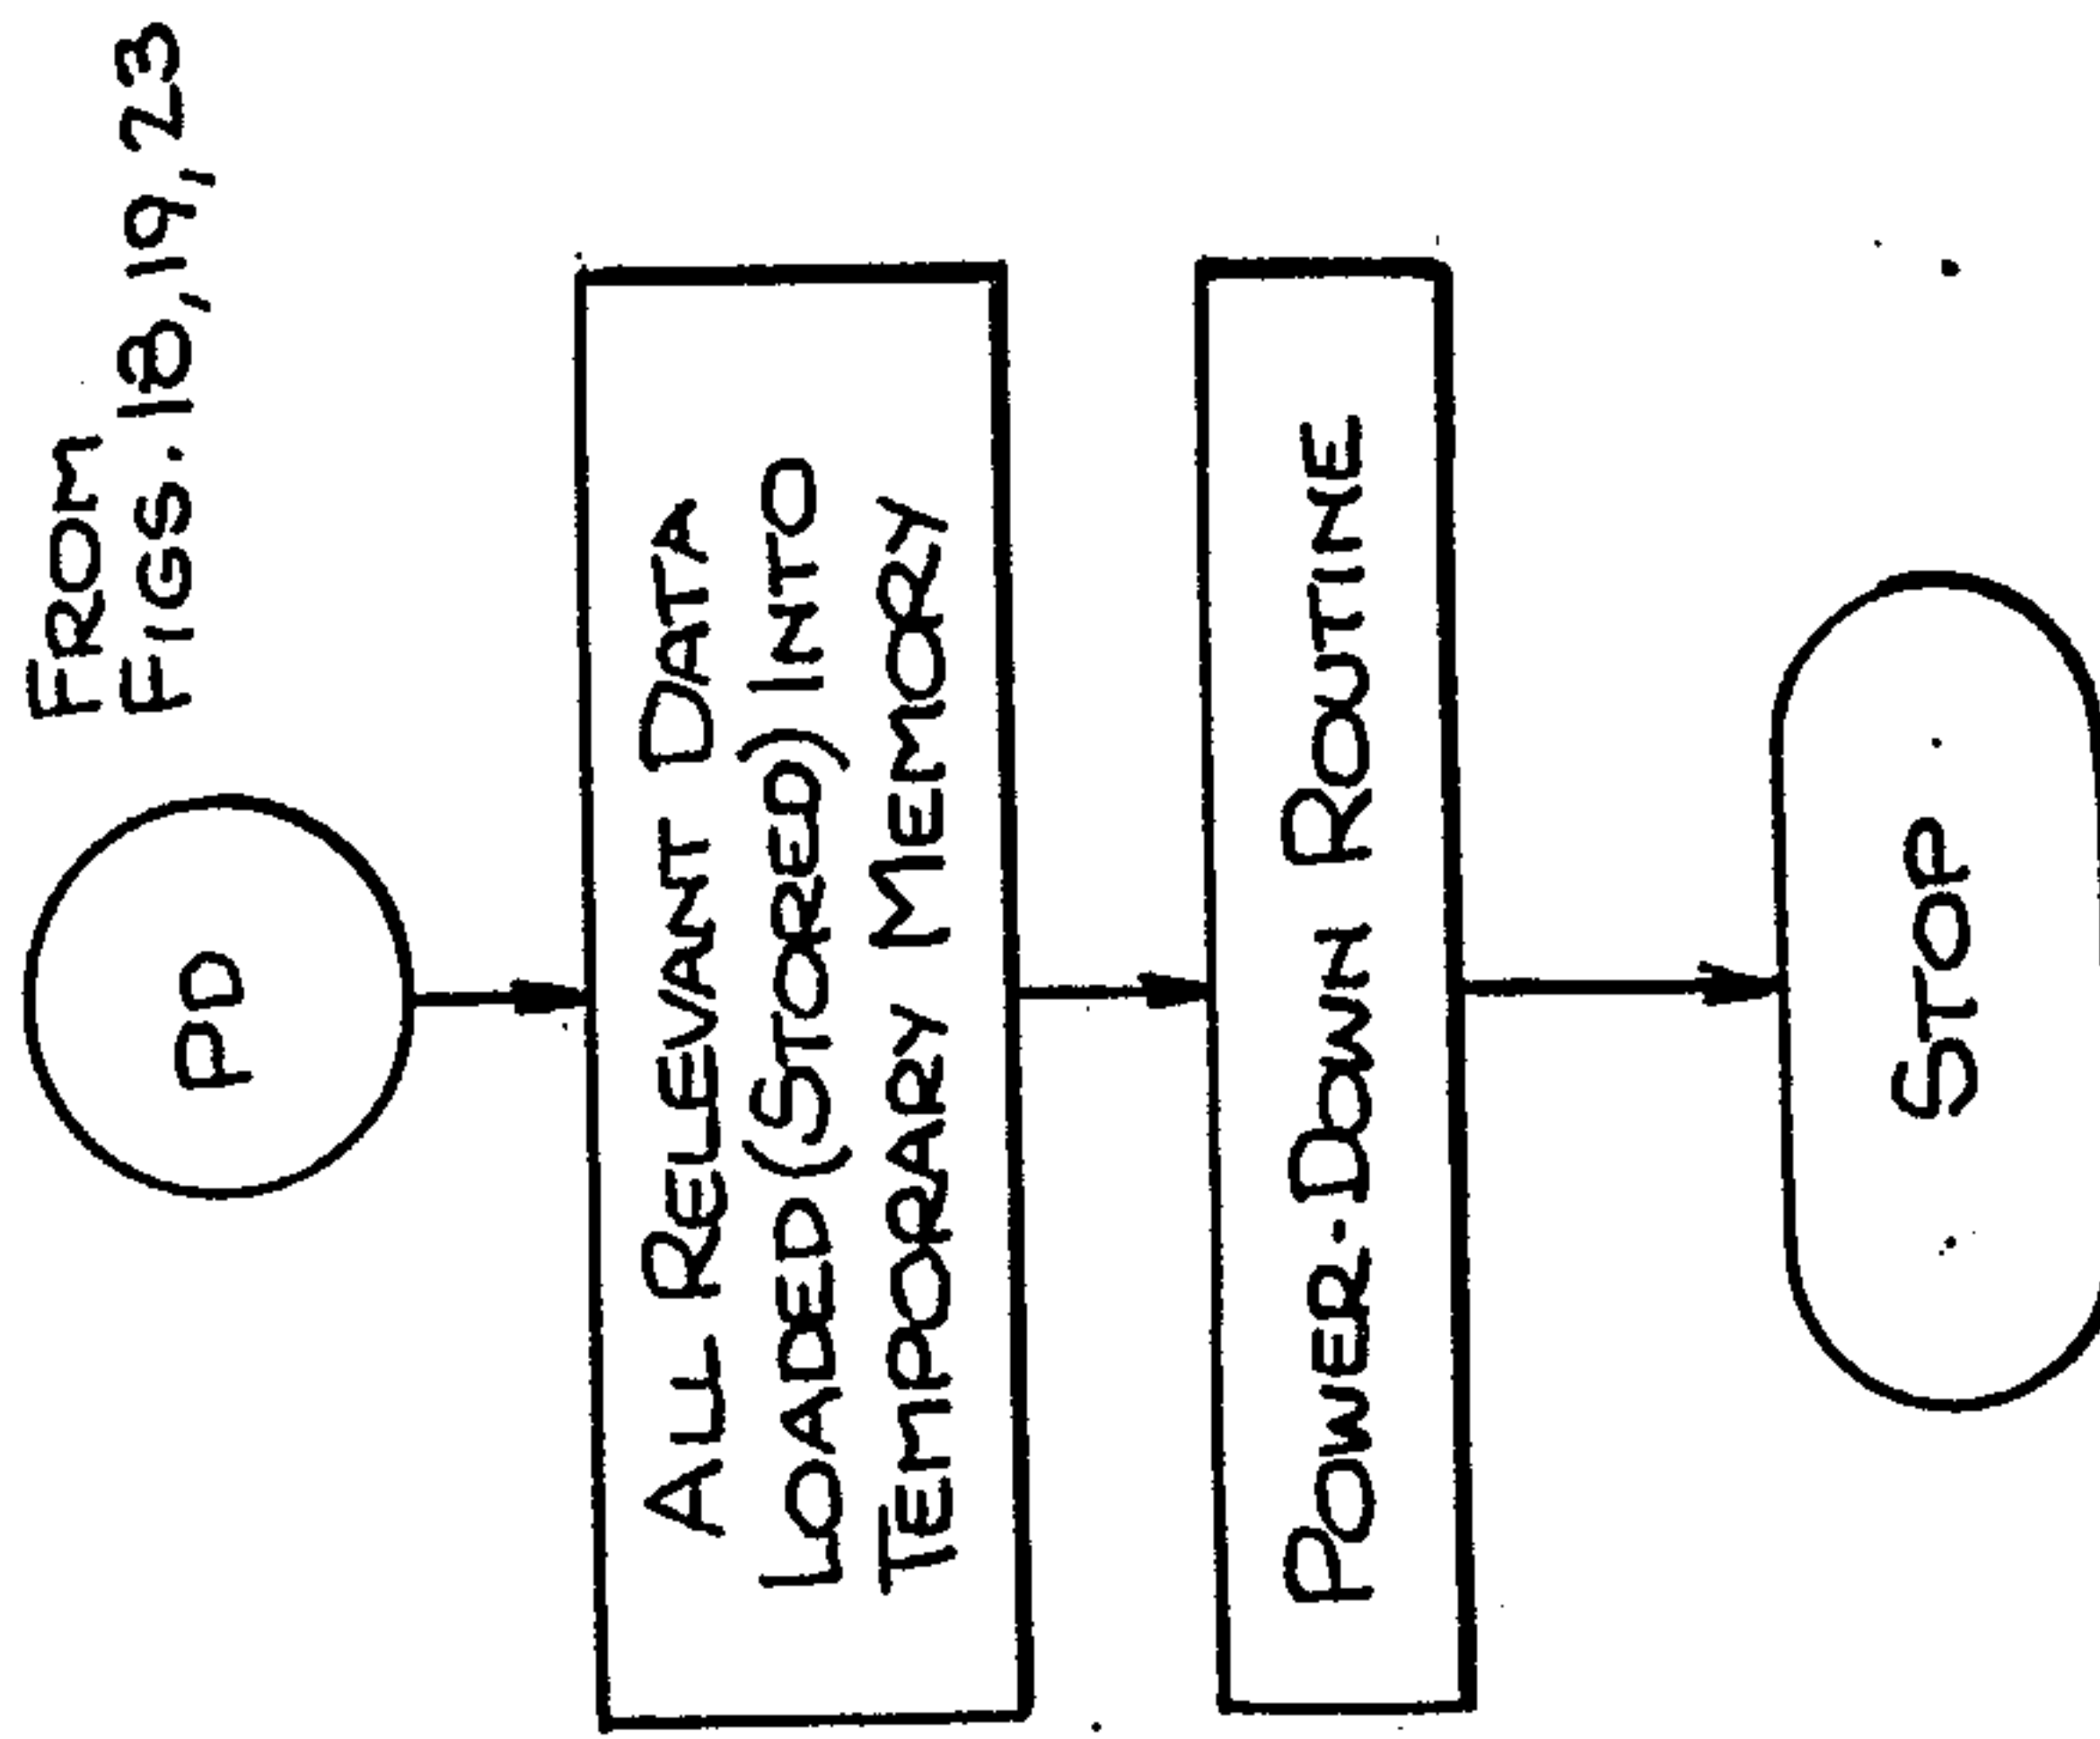 From
Figs. 18, 19, 23
PD
All Relevant Data
Loaded (Stored) Into
Temporary Memory
Power-Down Routine
Stop